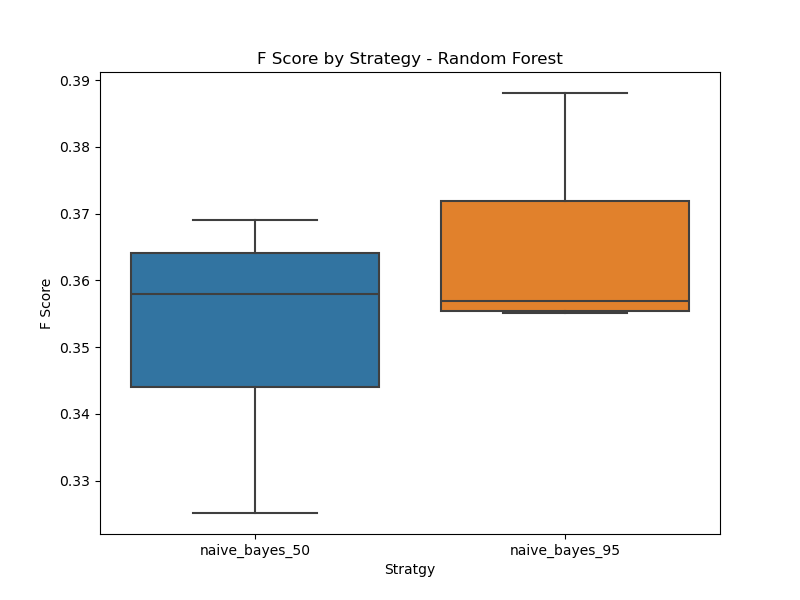 F Score by Strategy - Random Forest
0.39
0.38
0.37
0.36
0.35
0.34
0.33
F Score
naive_bayes_50
naive_bayes_95
Stratgy